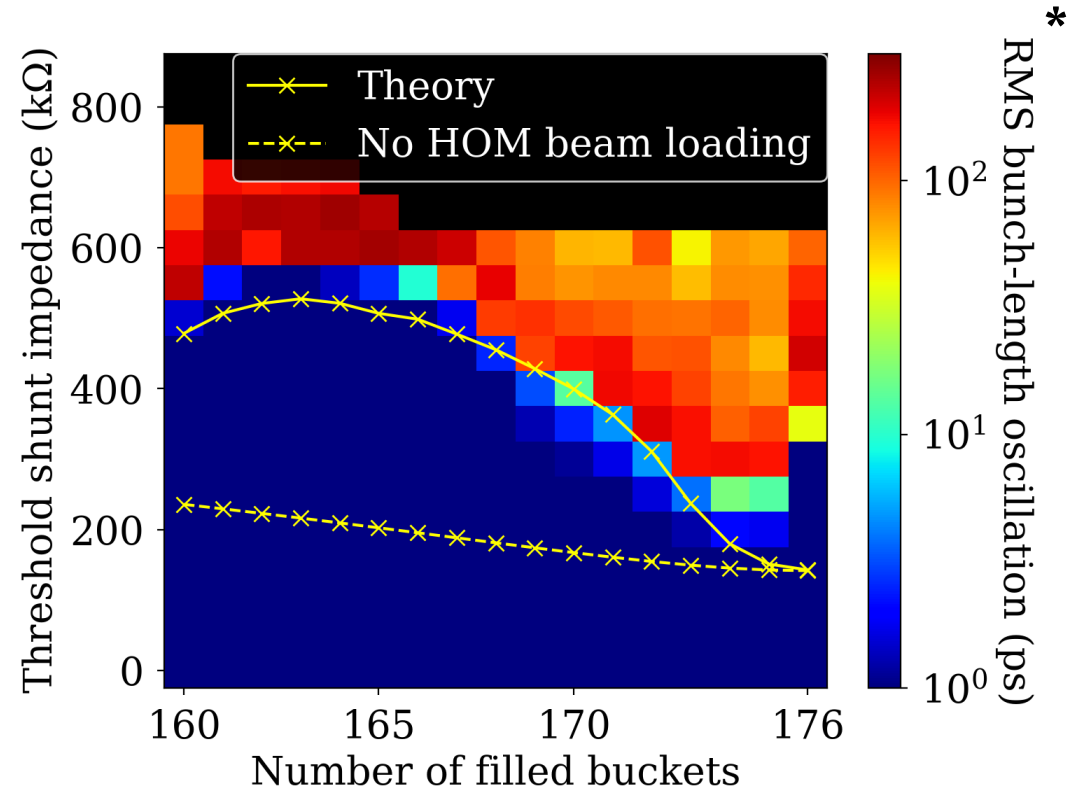 *
Theory
No HOM beam loading
Threshold shunt impedance (kΩ)
800
600
400
200
0
160
165
170
176
Number of filled buckets
10²
10¹
10⁰
RMS bunch-length oscillation (ps)